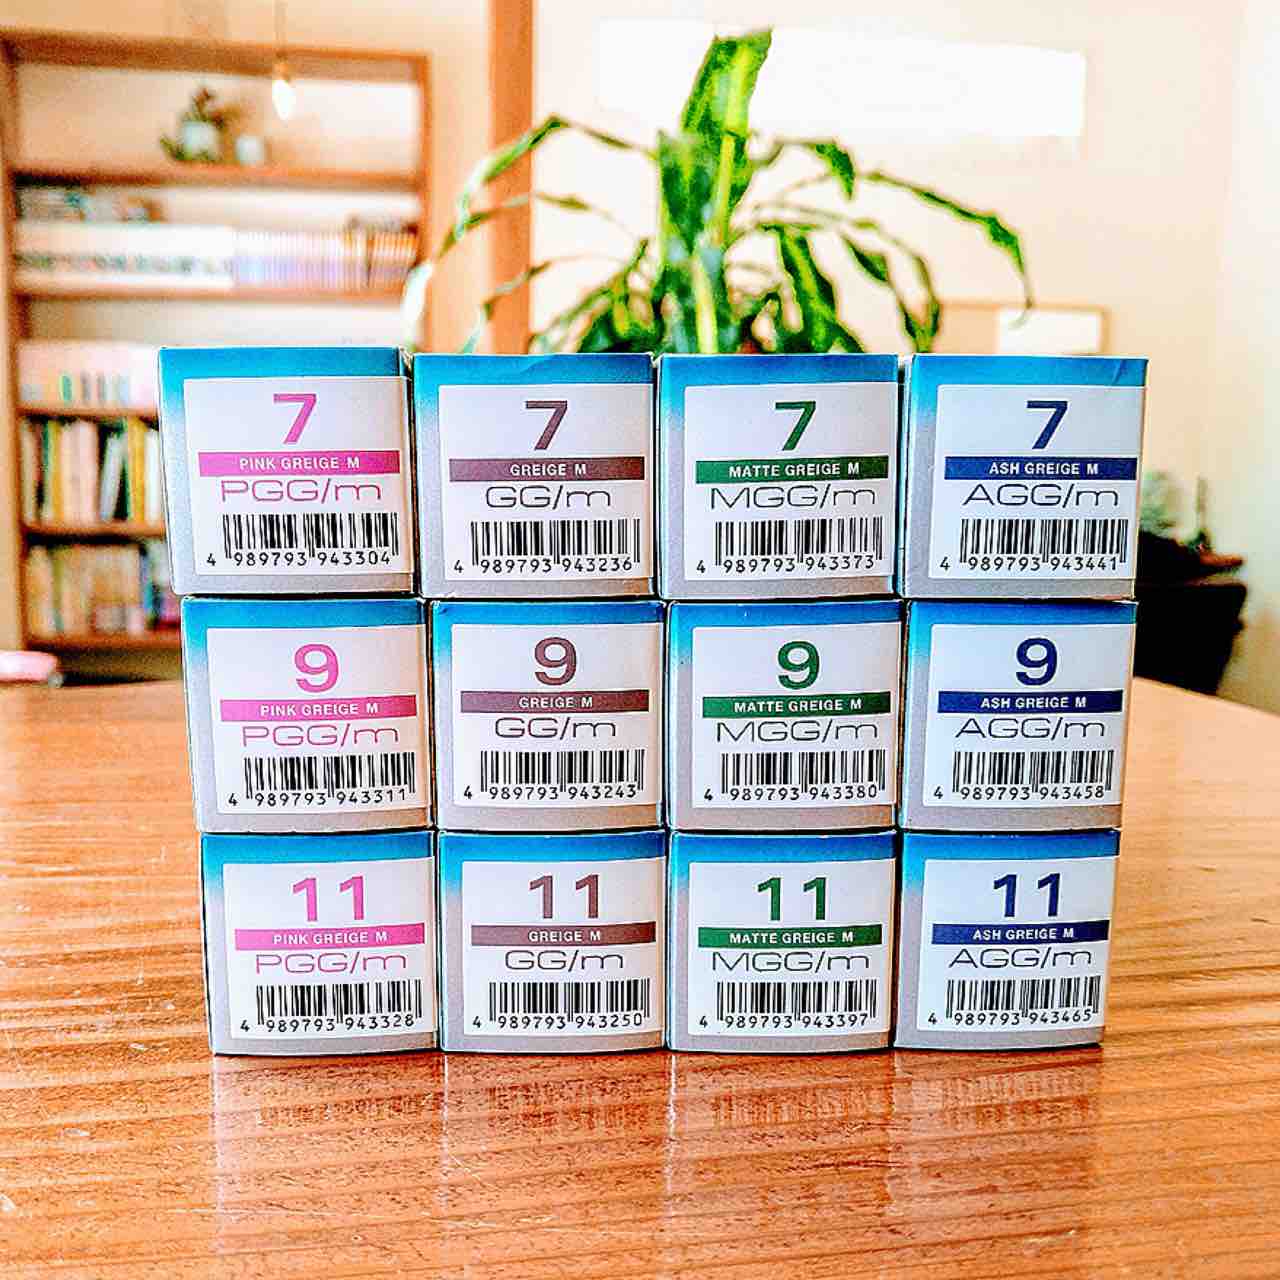 7
PINK GREIGE M
PGG/m
4 989793 943304
7
GREIGE M
GG/m
4 989793 943236
7
MATTE GREIGE M
MGG/m
4 989793 943373
7
ASH GREIGE M
AGG/m
4 989793 943441
9
PINK GREIGE M
PGG/m
4 989793 943311
9
GREIGE M
GG/m
4 989793 943243
9
MATTE GREIGE M
MGG/m
4 989793 943380
9
ASH GREIGE M
AGG/m
4 989793 943458
11
PINK GREIGE M
PGG/m
4 989793 943328
11
GREIGE M
GG/m
4 989793 943250
11
MATTE GREIGE M
MGG/m
4 989793 943397
11
ASH GREIGE M
AGG/m
4 989793 943465